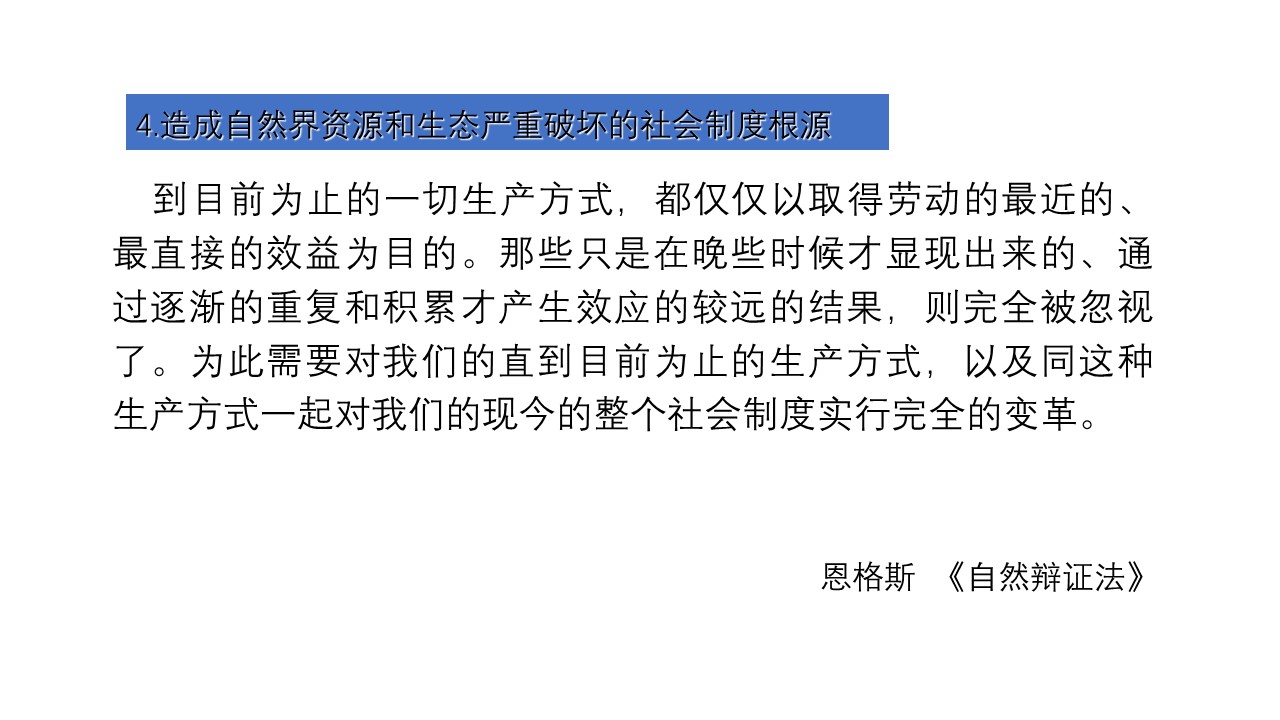 4.造成自然界资源和生态严重破坏的社会制度根源
到目前为止的一切生产方式，都仅仅以取得劳动的最近的、
最直接的效益为目的。那些只是在晚些时候才显现出来的、通
过逐渐的重复和积累才产生效应的较远的结果，则完全被忽视
了。为此需要对我们的直到目前为止的生产方式，以及同这种
生产方式一起对我们的现今的整个社会制度实行完全的变革。
恩格斯 《自然辩证法》